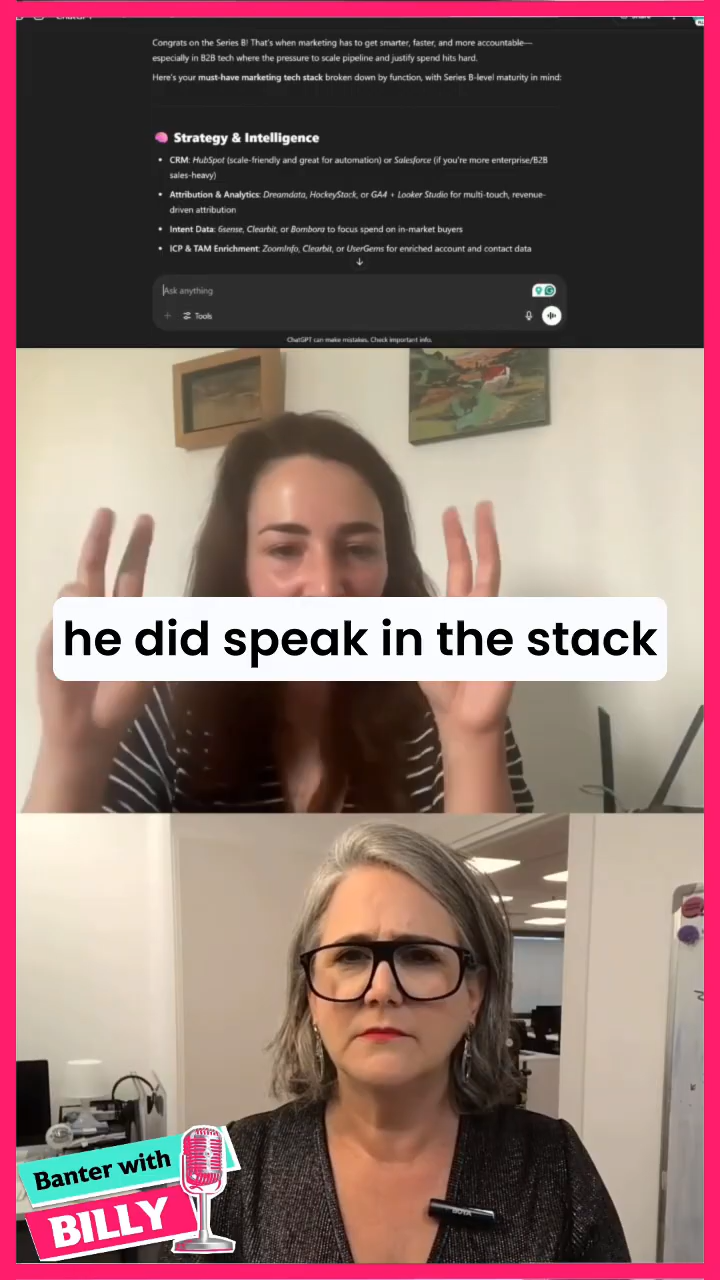 Congrats on the Series B! That's when marketing has to get smarter, faster, and more accountable—
especially in B2B tech where the pressure to scale pipeline and justify spend hits hard.
Here's your must-have marketing tech stack broken down by function, with Series B-level maturity in mind:
🧠 Strategy & Intelligence
• CRM: HubSpot (scale-friendly and great for automation) or Salesforce (if you're more enterprise/B2B
sales-heavy)
• Attribution & Analytics: Dreamdata, HockeyStack, or GA4 + Looker Studio for multi-touch, revenue-
driven attribution
• Intent Data: 6sense, Clearbit, or Bombora to focus spend on in-market buyers
• ICP & TAM Enrichment: ZoomInfo, Clearbit, or UserGems for enriched account and contact data
Ask anything
Tools
ChatGPT can make mistakes. Check important info.
he did speak in the stack
BOYA
Banter with
BILLY